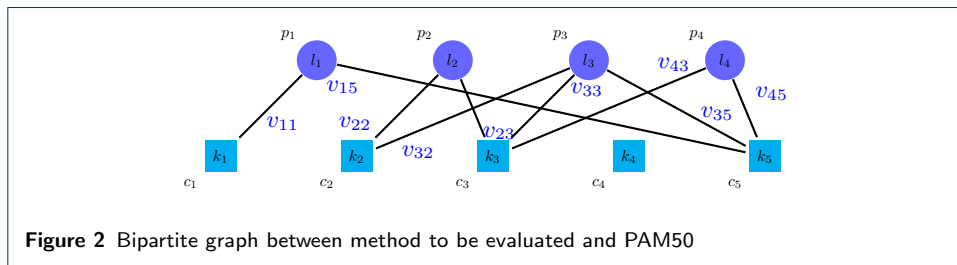 p1 p2 p3 p4
l1 l2 l3 l4
v43
v15 v33 v45
v11 v22 v23 v35
v32
k1 k2 k3 k4 k5
c1 c2 c3 c4 c5
Figure 2 Bipartite graph between method to be evaluated and PAM50